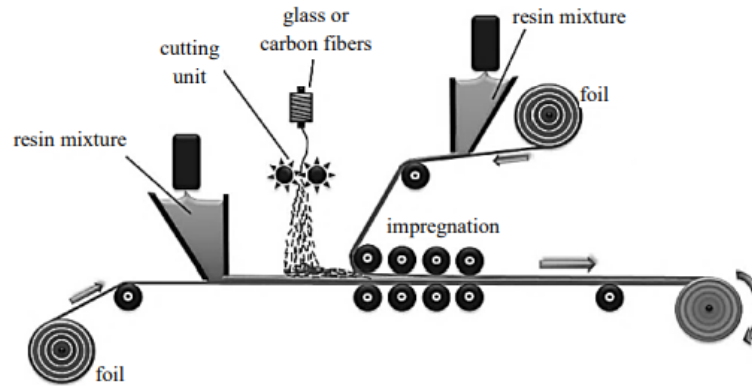 glass or
carbon fibers
resin mixture
cutting
unit
foil
resin mixture
impregnation
foil